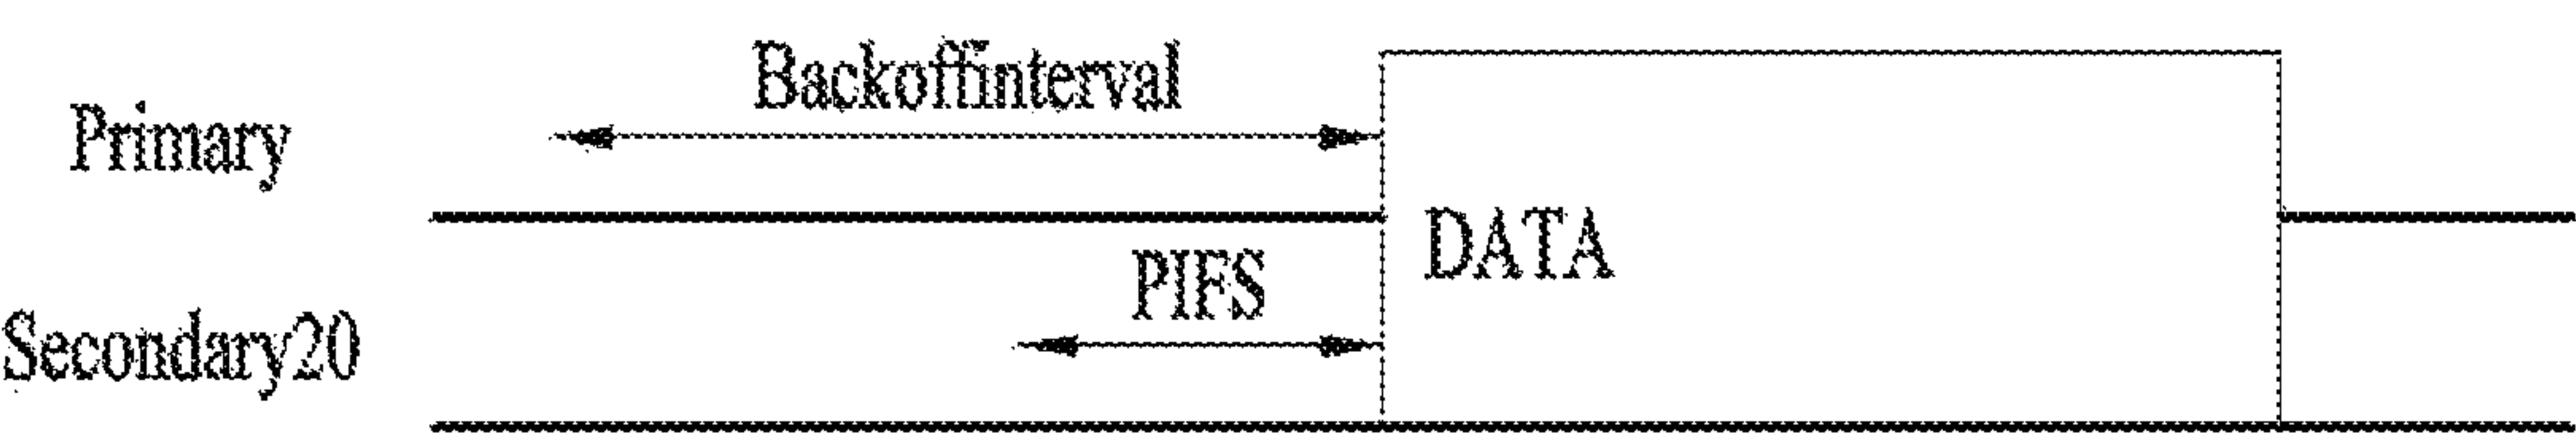 Backoffinterval
Primary
DATA
PIFS
Secondary20